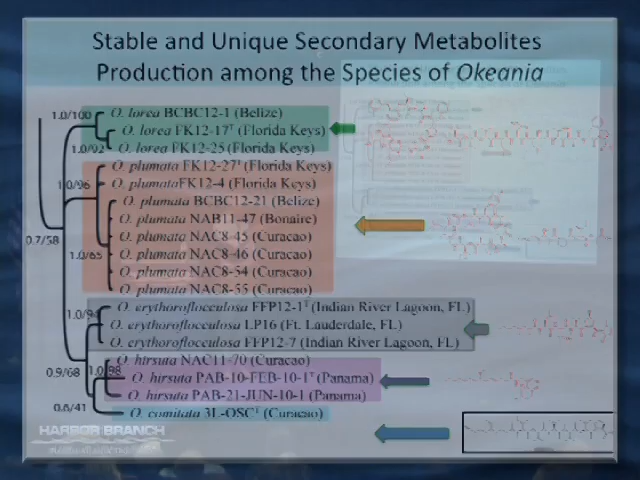 Stable and Unique Secondary Metabolites
Production among the Species of Okeania
1.0/100
O. lorea BCBC12-1 (Belize)
O. lorea FK12-17T (Florida Keys)
1.0/92
O. lorea FK12-25 (Florida Keys)
O. plumata FK12-27T (Florida Keys)
1.0/96
O. plumataFK12-4 (Florida Keys)
O. plumata BCBC12-21 (Belize)
O. plumata NAB11-47 (Bonaire)
0.7/58
O. plumata NAC8-45 (Curacao)
1.0/65
O. plumata NAC8-46 (Curacao)
O. plumata NAC8-54 (Curacao)
O. plumata NAC8-55 (Curacao)
O. erythoroflocculosa FFP12-1T (Indian River Lagoon, FL)
1.0/94
O. erythoroflocculosa LP16 (Ft. Lauderdale, FL)
O. erythoroflocculosa FFP12-7 (Indian River Lagoon, FL)
O. hirsuta NAC11-70 (Curacao)
0.9/68
1.0/98
O. hirsuta PAB-10-FEB-10-1T (Panama)
O. hirsuta PAB-21-JUN-10-1 (Panama)
0.6/41
O. comitata 3L-OSCT (Curacao)
HARBOR BRANCH